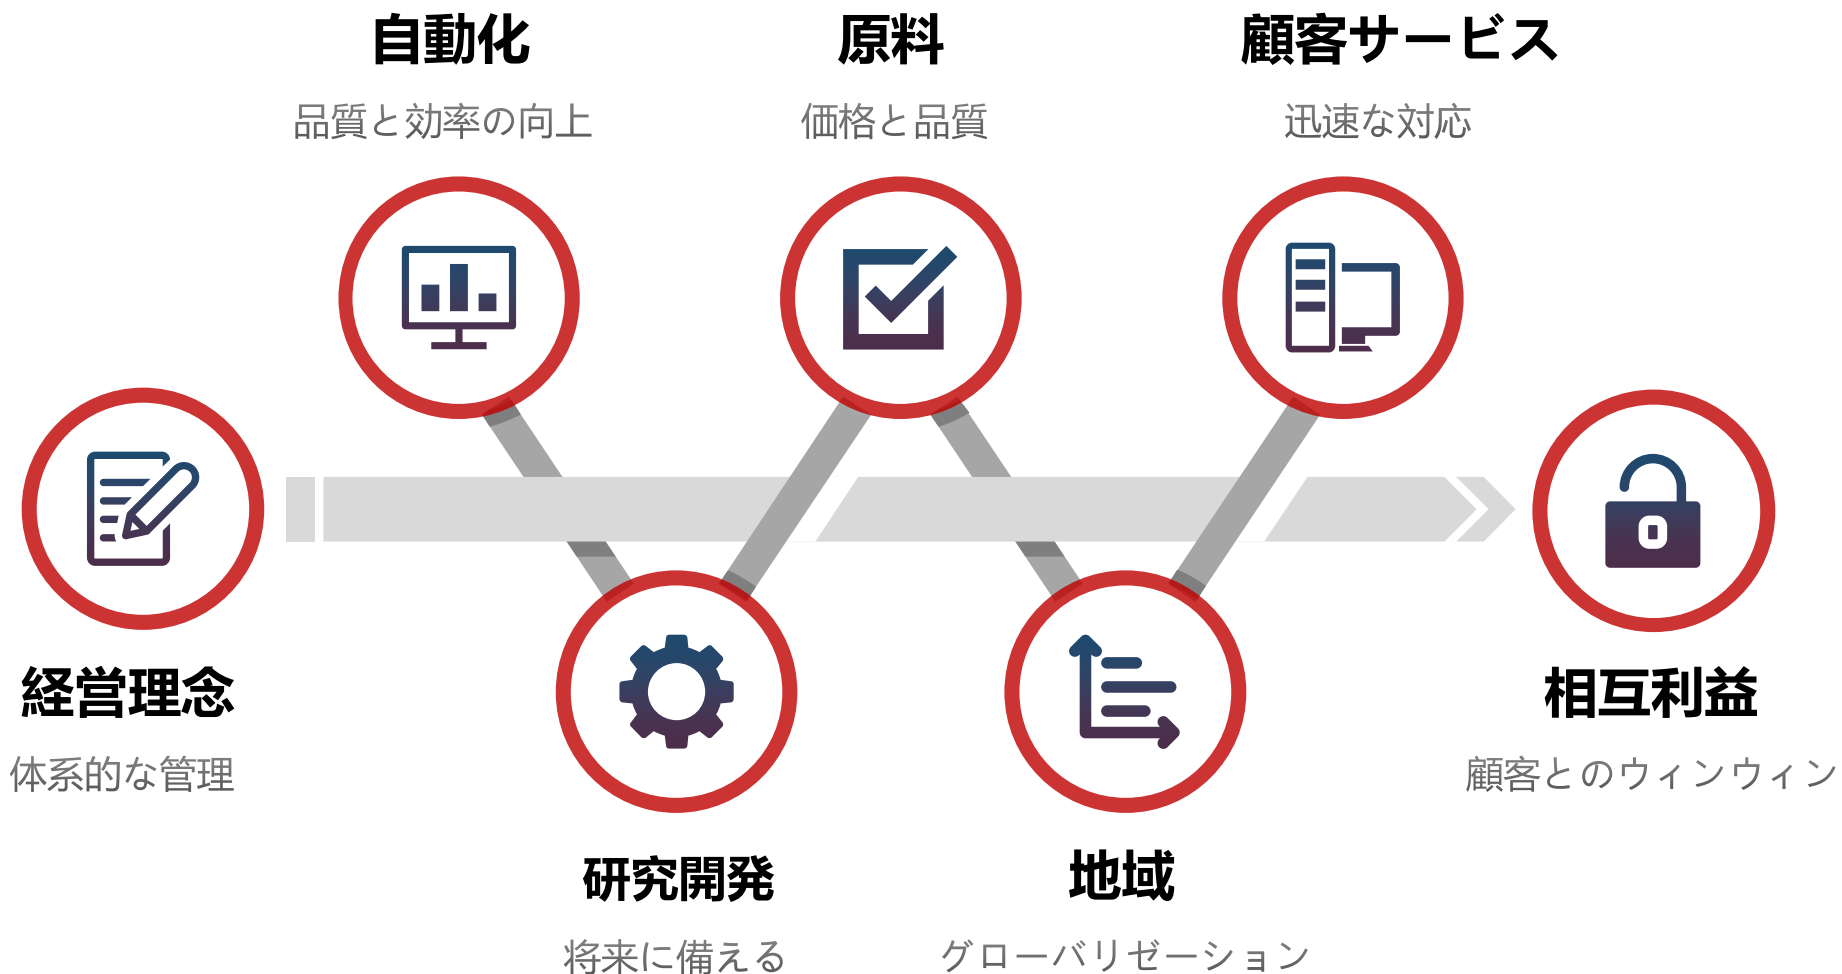 自動化
品質と効率の向上
原料
価格と品質
顧客サービス
迅速な対応
経営理念
体系的な管理
相互利益
顧客とのウィンウィン
研究開発
将来に備える
地域
グローバリゼーション